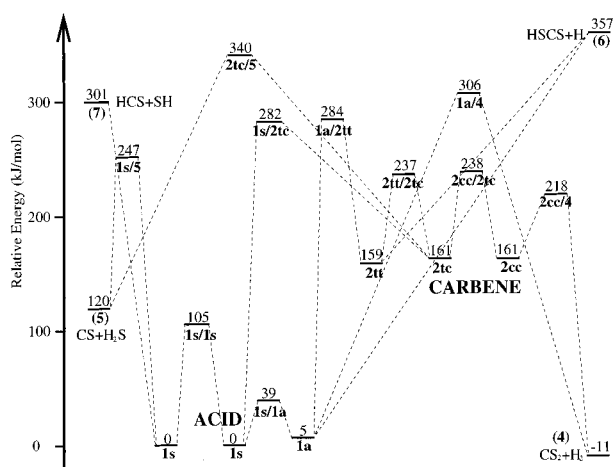 357
HSCS+H
(6)
340
2tc/5
301
HCS+SH
(7)
300
306
1a/4
282
1s/2tc
284
1a/2tt
247
1s/5
237
2tt/2tc
238
2cc/2tc
218
2cc/4
200
159
2tt
161
2tc
161
2cc
CARBENE
120
(5)
CS+H2S
105
1s/1s
100
39
1s/1a
ACID
5
1a
0
0
1s
0
1s
(4)
CS2+H2
-11
Relative Energy (kJ/mol)